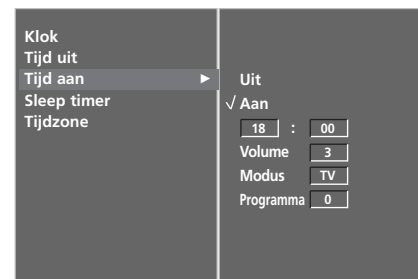 Klok
Tijd uit
Tijd aan ►
Sleep timer
Tijdzone
Uit
√ Aan
18 : 00
Volume 3
Modus TV
Programma 0